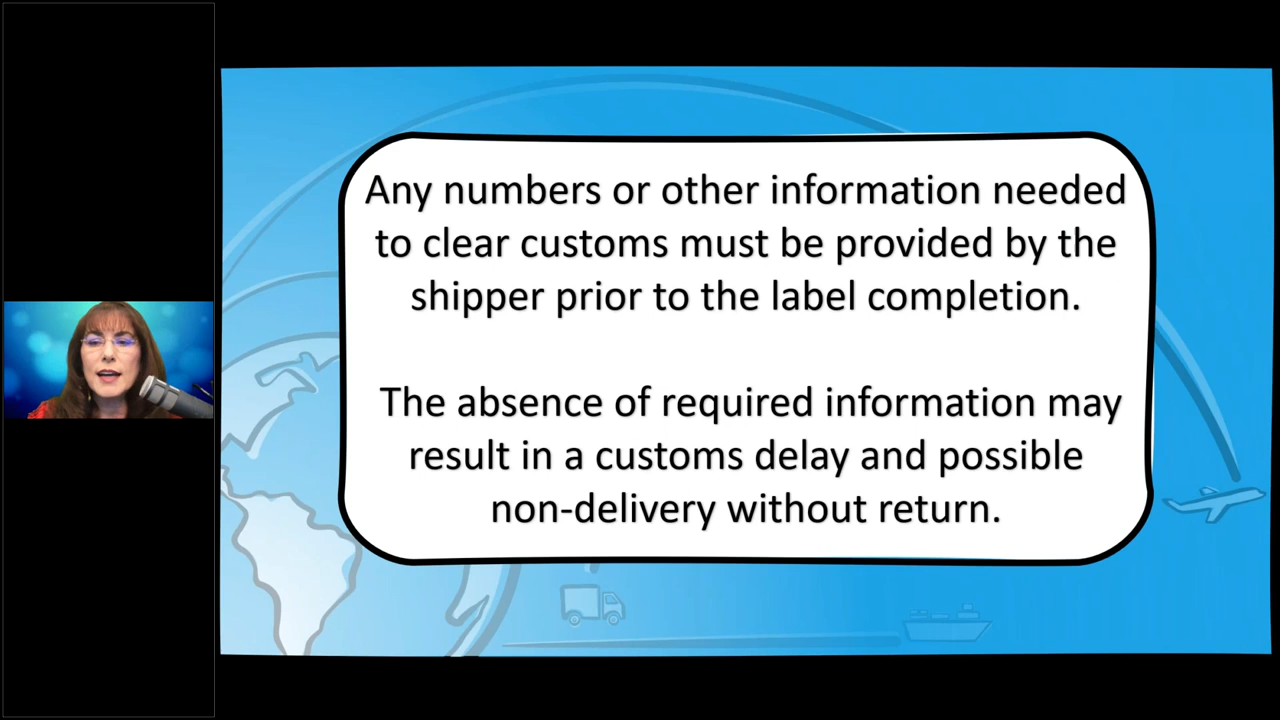 Any numbers or other information needed
to clear customs must be provided by the
shipper prior to the label completion.
The absence of required information may
result in a customs delay and possible
non-delivery without return.